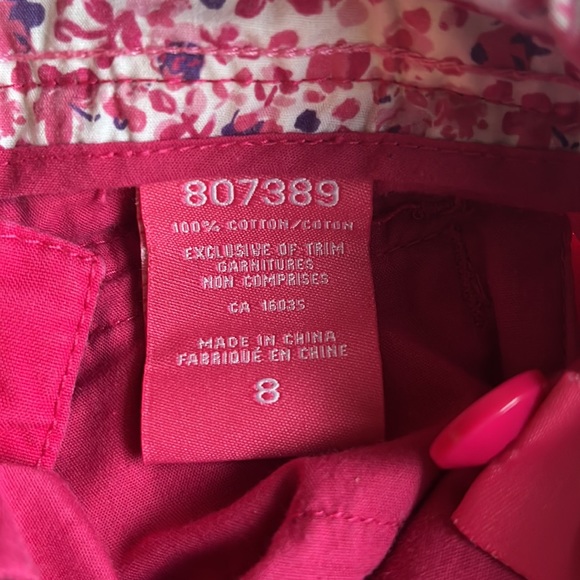 807389
100% COTTON/COTON
EXCLUSIVE OF TRIM
GARNITURES
NON COMPRISES
CA 16035
MADE IN CHINA
FABRIQUÉ EN CHINE
8